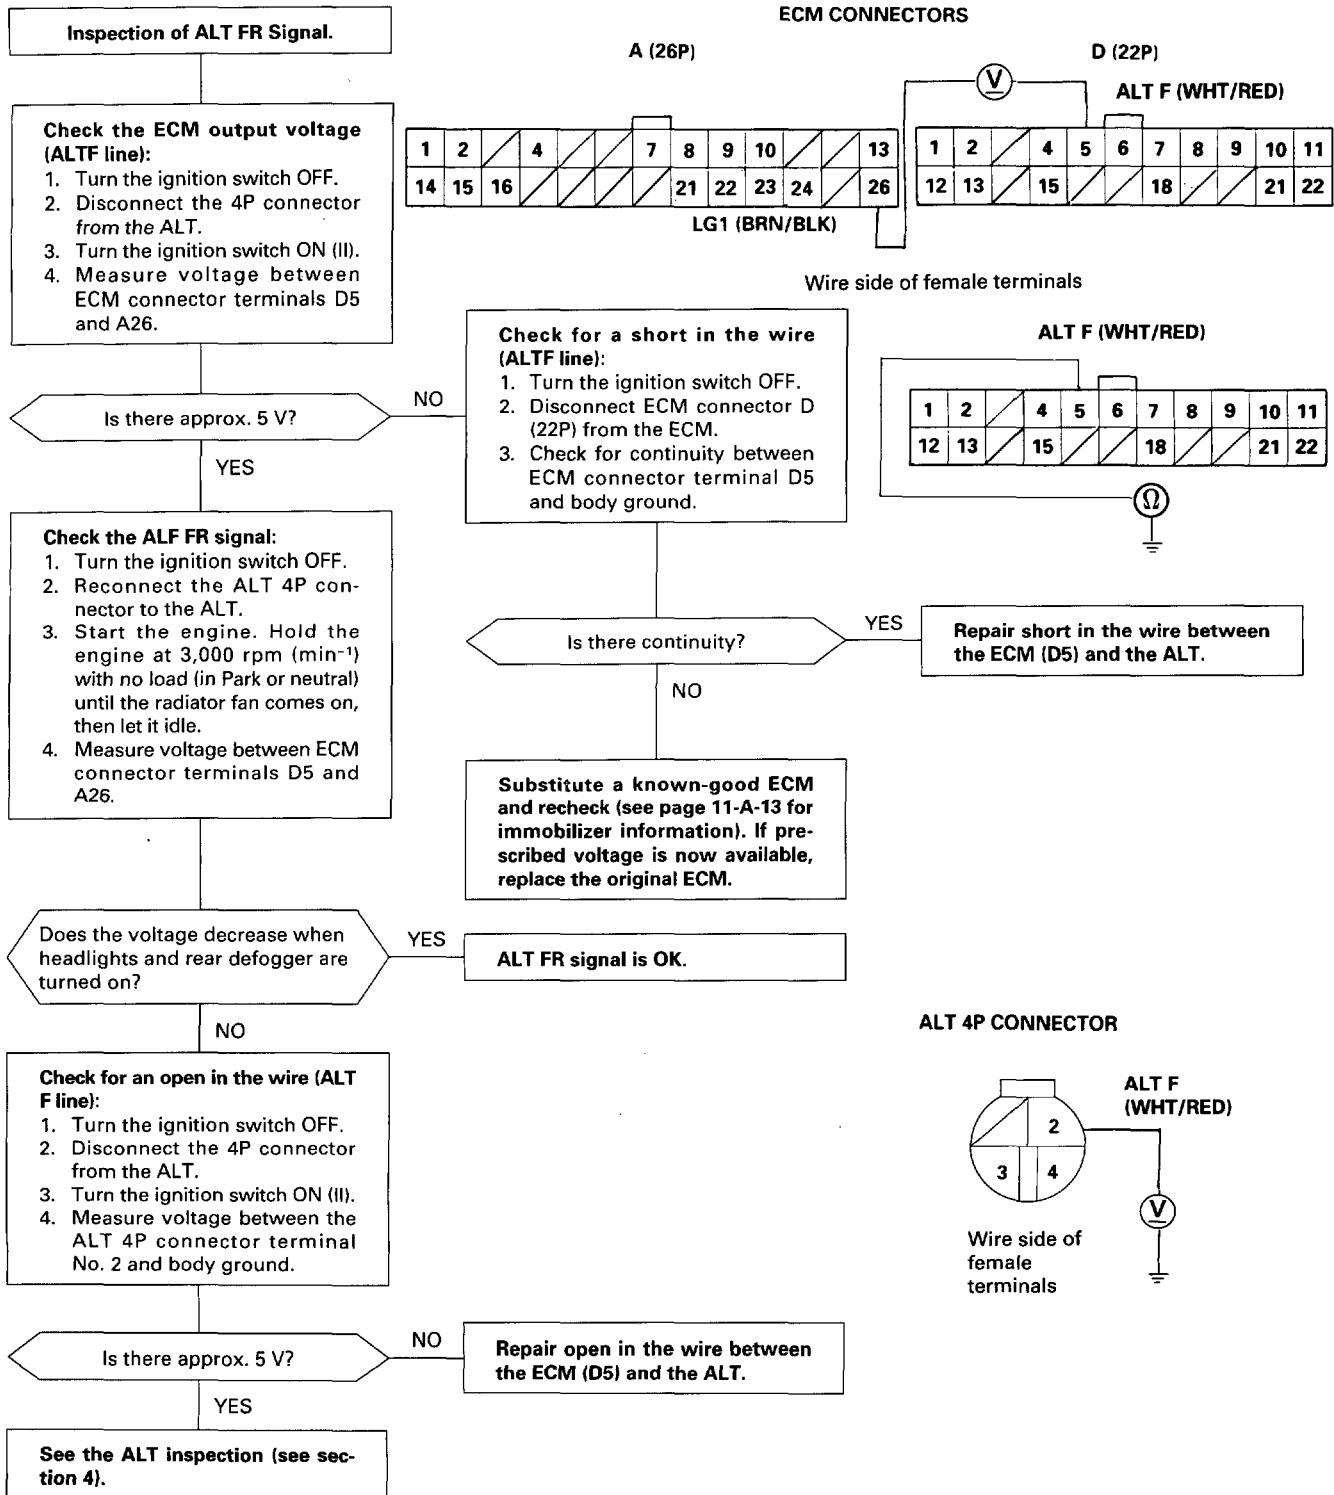 Inspection of ALT FR Signal.
Check the ECM output voltage
(ALTF line):
1. Turn the ignition switch OFF.
2. Disconnect the 4P connector
from the ALT.
3. Turn the ignition switch ON (II).
4. Measure voltage between
ECM connector terminals D5
and A26.
Is there approx. 5 V?
NO
YES
Check the ALF FR signal:
1. Turn the ignition switch OFF.
2. Reconnect the ALT 4P con-
nector to the ALT.
3. Start the engine. Hold the
engine at 3,000 rpm (min⁻¹)
with no load (in Park or neutral)
until the radiator fan comes on,
then let it idle.
4. Measure voltage between ECM
connector terminals D5 and
A26.
Does the voltage decrease when
headlights and rear defogger are
turned on?
YES
ALT FR signal is OK.
NO
Check for an open in the wire (ALT
F line):
1. Turn the ignition switch OFF.
2. Disconnect the 4P connector
from the ALT.
3. Turn the ignition switch ON (II).
4. Measure voltage between the
ALT 4P connector terminal
No. 2 and body ground.
Is there approx. 5 V?
NO
Repair open in the wire between
the ECM (D5) and the ALT.
YES
See the ALT inspection (see sec-
tion 4).
Check for a short in the wire
(ALTF line):
1. Turn the ignition switch OFF.
2. Disconnect ECM connector D
(22P) from the ECM.
3. Check for continuity between
ECM connector terminal D5
and body ground.
Is there continuity?
YES
Repair short in the wire between
the ECM (D5) and the ALT.
NO
Substitute a known-good ECM
and recheck (see page 11-A-13 for
immobilizer information). If pre-
scribed voltage is now available,
replace the original ECM.
ECM CONNECTORS
A (26P)
D (22P)
V
ALT F (WHT/RED)
1 2 4 7 8 9 10 13
14 15 16 21 22 23 24 26
LG1 (BRN/BLK)
1 2 4 5 6 7 8 9 10 11
12 13 15 18 21 22
Wire side of female terminals
ALT F (WHT/RED)
1 2 4 5 6 7 8 9 10 11
12 13 15 18 21 22
Ω
ALT 4P CONNECTOR
ALT F
(WHT/RED)
2
3 4
V
Wire side of
female
terminals